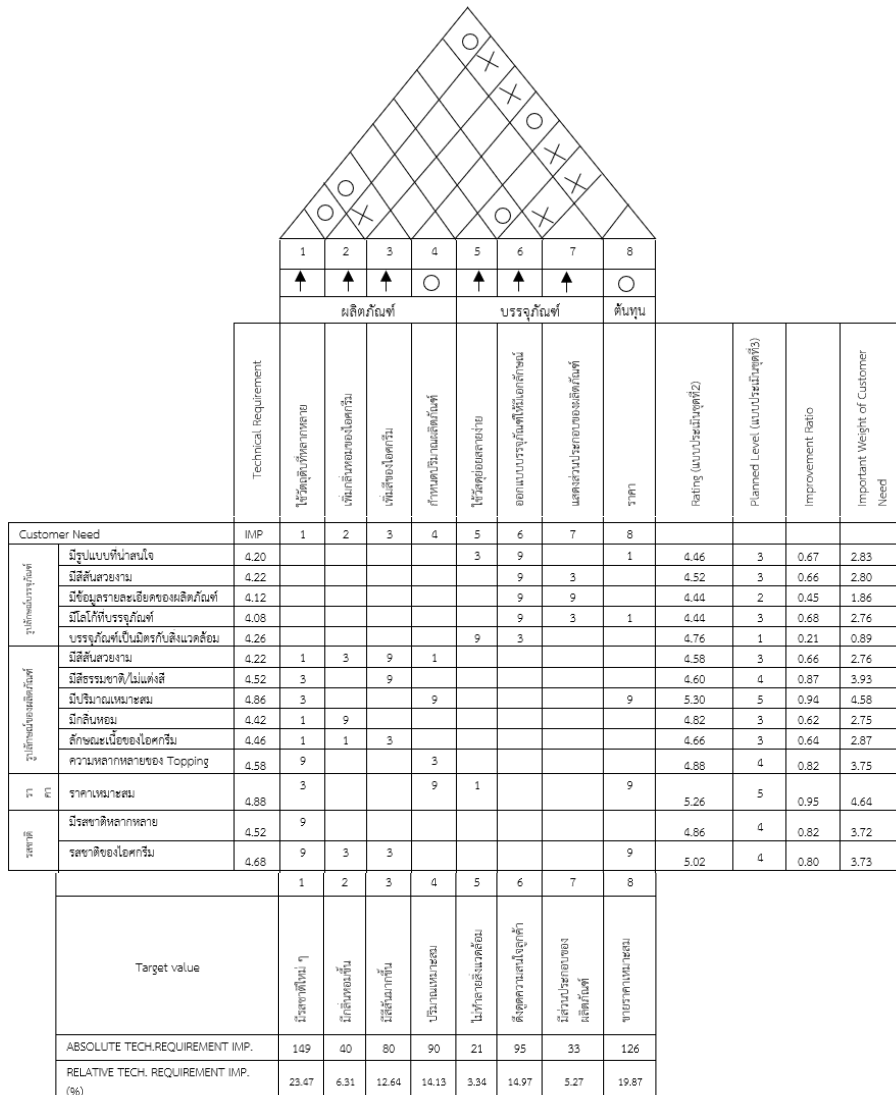 1 2 3 4 5 6 7 8
ผลิตภัณฑ์ บรรจุภัณฑ์ ต้นทุน
Technical Requirement
ใช้วัตถุดิบที่หลากหลาย
เพิ่มกลิ่นหอมของไอศกรีม
เพิ่มสีของไอศกรีม
กำหนดปริมาณผลิตภัณฑ์
ใช้วัสดุย่อยสลายง่าย
ออกแบบบรรจุภัณฑ์ให้มีเอกลักษณ์
แสดงส่วนประกอบของผลิตภัณฑ์
ราคา
Rating (แบบประเมินชุดที่2)
Planned Level (แบบประเมินชุดที่3)
Improvement Ratio
Important Weight of Customer
Need
Customer Need IMP 1 2 3 4 5 6 7 8
รูปลักษณ์บรรจุภัณฑ์
มีรูปแบบที่น่าสนใจ 4.20 3 9 1 4.46 3 0.67 2.83
มีสีสันสวยงาม 4.22 9 3 4.52 3 0.66 2.80
มีข้อมูลรายละเอียดของผลิตภัณฑ์ 4.12 9 9 4.44 2 0.45 1.86
มีโลโก้ที่บรรจุภัณฑ์ 4.08 9 3 1 4.44 3 0.68 2.76
บรรจุภัณฑ์เป็นมิตรกับสิ่งแวดล้อม 4.26 9 3 4.76 1 0.21 0.89
รูปลักษณ์ของผลิตภัณฑ์
มีสีสันสวยงาม 4.22 1 3 9 1 4.58 3 0.66 2.76
มีสีธรรมชาติ/ไม่แต่งสี 4.52 3 9 4.60 4 0.87 3.93
มีปริมาณเหมาะสม 4.86 3 9 9 5.30 5 0.94 4.58
มีกลิ่นหอม 4.42 1 9 4.82 3 0.62 2.75
ลักษณะเนื้อของไอศกรีม 4.46 1 1 3 4.66 3 0.64 2.87
ความหลากหลายของ Topping 4.58 9 3 4.88 4 0.82 3.75
ราคา
ราคาเหมาะสม 4.88 3 9 1 9 5.26 5 0.95 4.64
รสชาติ
มีรสชาติหลากหลาย 4.52 9 4.86 4 0.82 3.72
รสชาติของไอศกรีม 4.68 9 3 3 9 5.02 4 0.80 3.73
1 2 3 4 5 6 7 8
Target value
มีรสชาติใหม่ ๆ
มีกลิ่นหอมขึ้น
มีสีสันมากขึ้น
ปริมาณเหมาะสม
ไม่ทำลายสิ่งแวดล้อม
ดึงดูดความสนใจลูกค้า
มีส่วนประกอบของ
ผลิตภัณฑ์
ขายราคาเหมาะสม
ABSOLUTE TECH.REQUIREMENT IMP. 149 40 80 90 21 95 33 126
RELATIVE TECH. REQUIREMENT IMP. 23.47 6.31 12.64 14.13 3.34 14.97 5.27 19.87
(%)